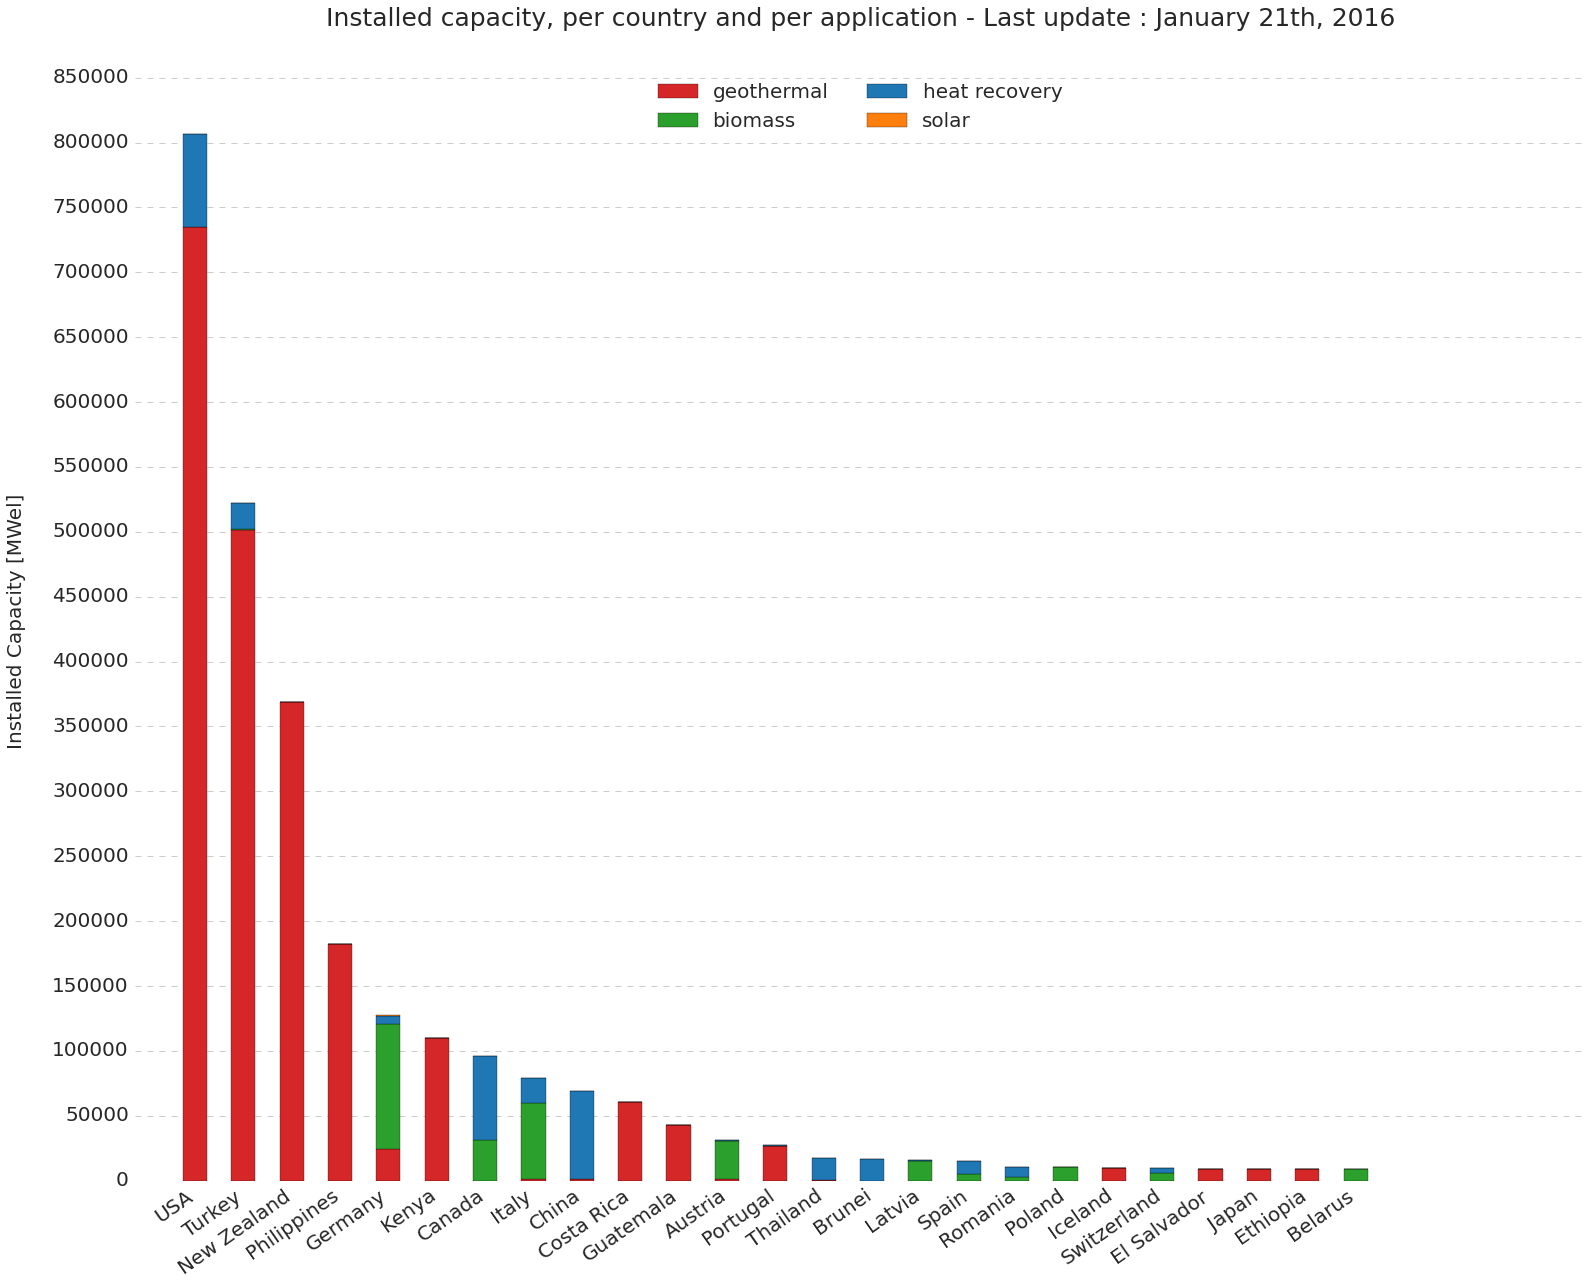 Installed capacity, per country and per application - Last update : January 21th, 2016
geothermal
heat recovery
biomass
solar
Installed Capacity [MWel]
850000
800000
750000
700000
650000
600000
550000
500000
450000
400000
350000
300000
250000
200000
150000
100000
50000
0
USA
Turkey
New Zealand
Philippines
Germany
Kenya
Canada
Italy
China
Costa Rica
Guatemala
Austria
Portugal
Thailand
Brunei
Latvia
Spain
Romania
Poland
Iceland
Switzerland
El Salvador
Japan
Ethiopia
Belarus